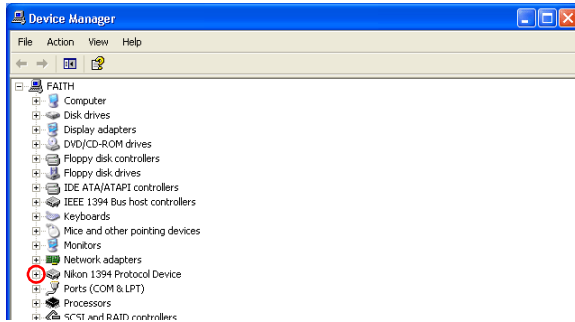 Device Manager
File Action View Help
FAITH
Computer
Disk drives
Display adapters
DVD/CD-ROM drives
Floppy disk controllers
Floppy disk drives
IDE ATA/ATAPI controllers
IEEE 1394 Bus host controllers
Keyboards
Mice and other pointing devices
Monitors
Network adapters
Nikon 1394 Protocol Device
Ports (COM & LPT)
Processors
SCSI and RAID controllers